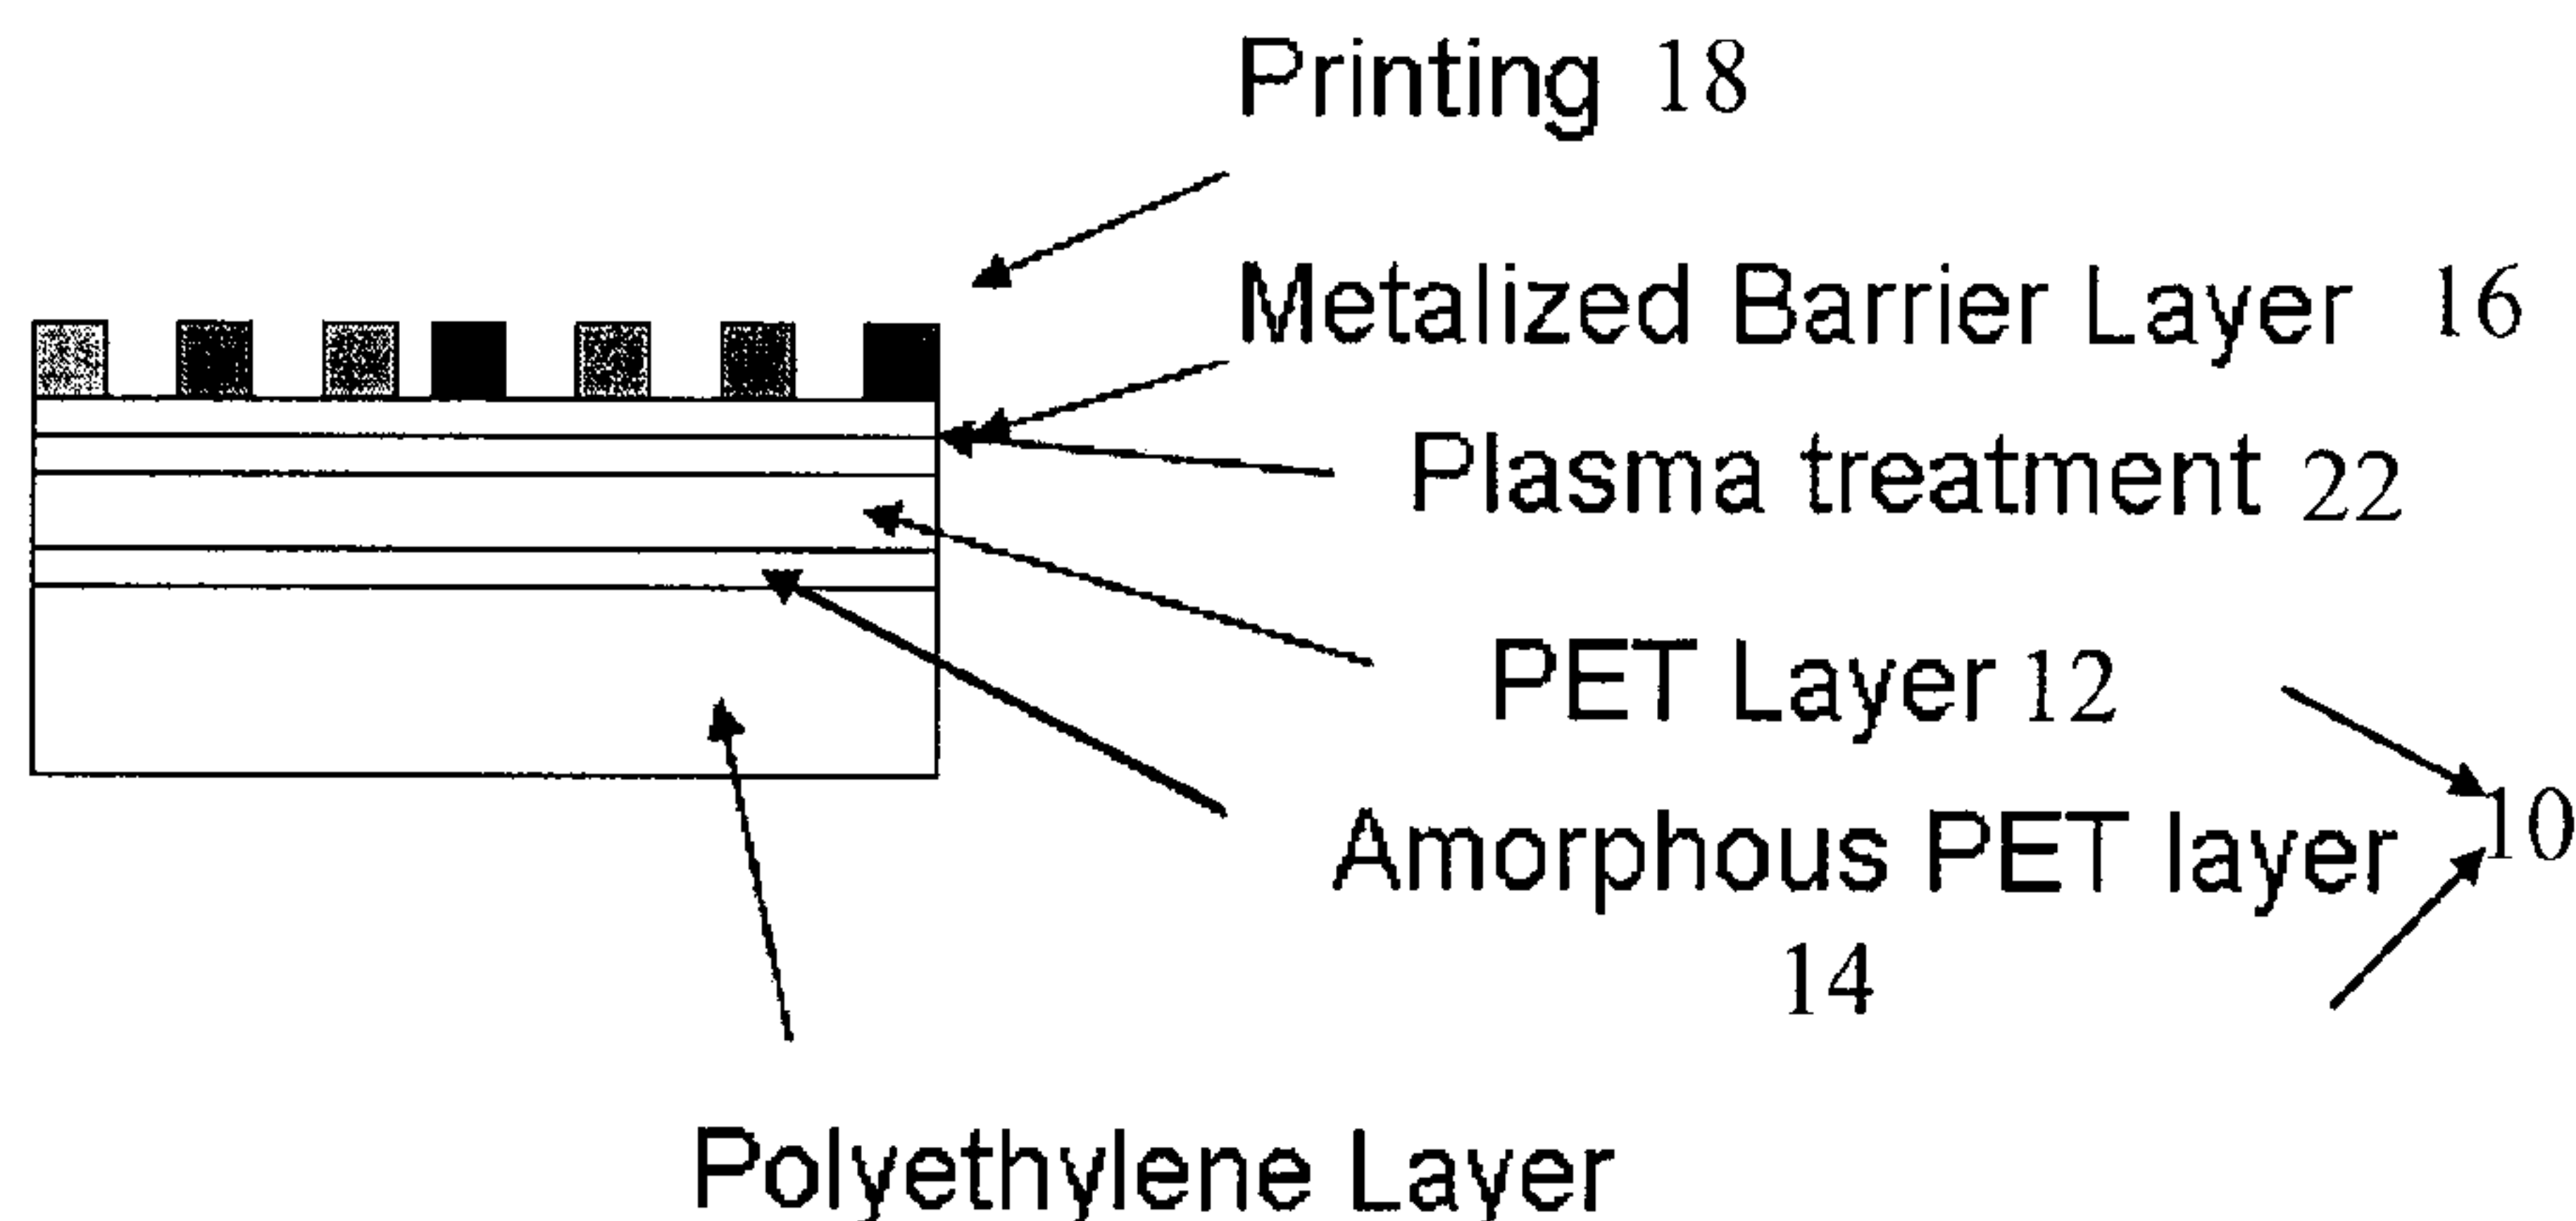 Printing 18
Metalized Barrier Layer 16
Plasma treatment 22
PET Layer 12
10
Amorphous PET layer
14
Polyethylene Layer